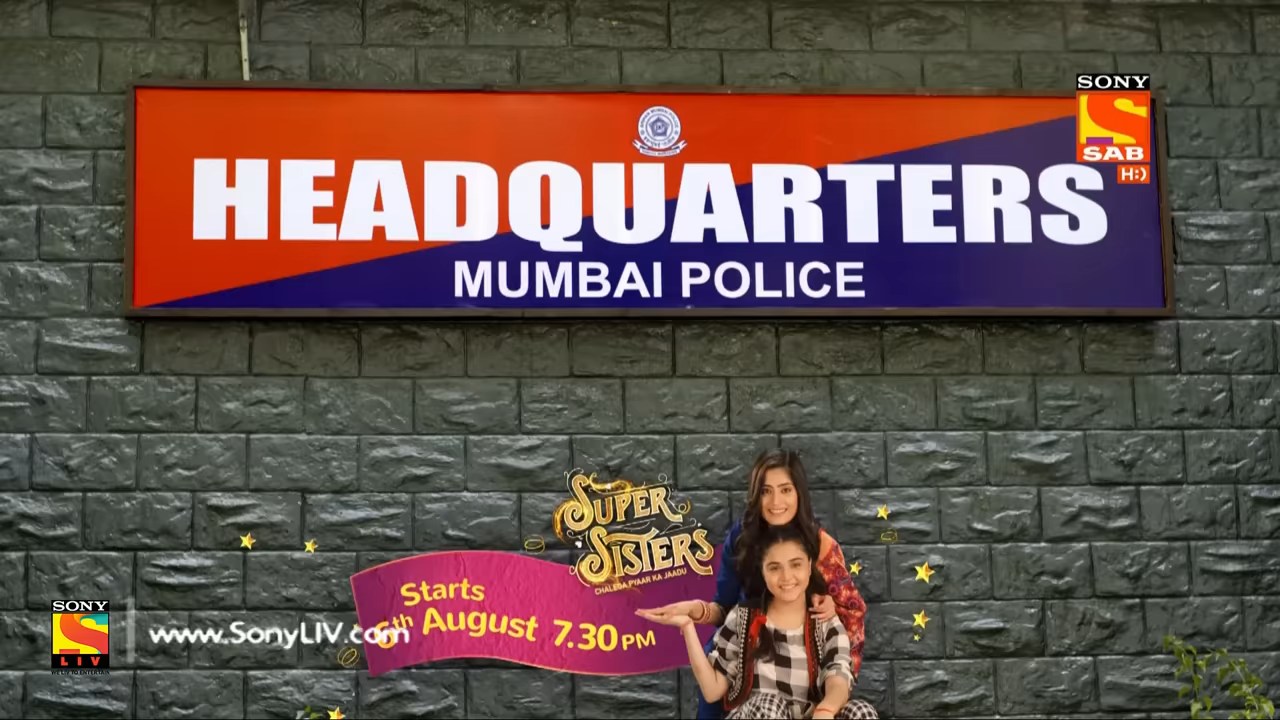 SONY
SAB
HD
HEADQUARTERS
MUMBAI POLICE
SUPER
SISTERS
CHALEGA PYAAR KA JAADU
Starts
6th August 7.30 PM
SONY
LIV
www.SonyLIV.com